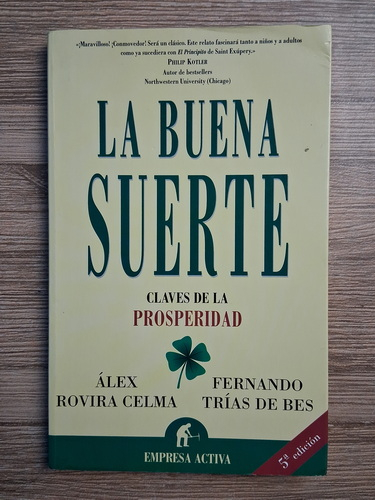 «¡Maravilloso! ¡Conmovedor! Será un clásico. Este relato fascinará tanto a niños y a adultos
como ya sucediera con El Principito de Saint Exúpery.»
PHILIP KOTLER
Autor de bestsellers
Northwestern University (Chicago)
LA BUENA
SUERTE
CLAVES DE LA
PROSPERIDAD
ÁLEX
ROVIRA CELMA
FERNANDO
TRÍAS DE BES
EMPRESA ACTIVA
5ª edición